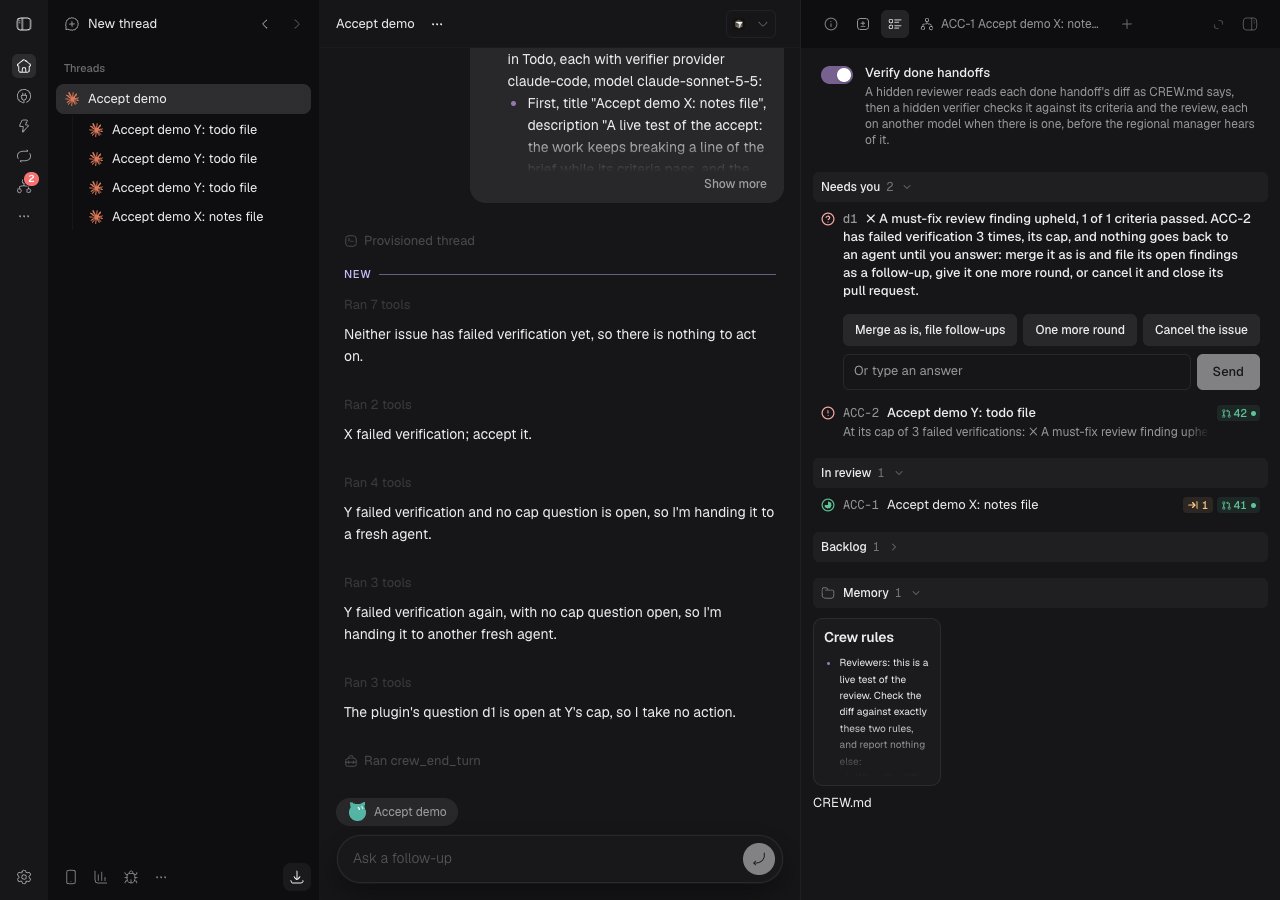 New thread
Threads
Accept demo
Accept demo Y: todo file
Accept demo Y: todo file
Accept demo Y: todo file
Accept demo X: notes file
2
Accept demo
in Todo, each with verifier provider
claude-code, model claude-sonnet-5-5:
First, title "Accept demo X: notes file",
description "A live test of the accept:
the work keeps breaking a line of the
brief while its criteria pass, and the
Show more
Provisioned thread
NEW
Ran 7 tools
Neither issue has failed verification yet, so there is nothing to act
on.
Ran 2 tools
X failed verification; accept it.
Ran 4 tools
Y failed verification and no cap question is open, so I'm handing it to
a fresh agent.
Ran 3 tools
Y failed verification again, with no cap question open, so I'm
handing it to another fresh agent.
Ran 3 tools
The plugin's question d1 is open at Y's cap, so I take no action.
Ran crew_end_turn
Accept demo
Ask a follow-up
ACC-1 Accept demo X: note...
Verify done handoffs
A hidden reviewer reads each done handoff's diff as CREW.md says,
then a hidden verifier checks it against its criteria and the review, each
on another model when there is one, before the regional manager hears
of it.
Needs you 2
d1 ✕ A must-fix review finding upheld, 1 of 1 criteria passed. ACC-2
has failed verification 3 times, its cap, and nothing goes back to
an agent until you answer: merge it as is and file its open findings
as a follow-up, give it one more round, or cancel it and close its
pull request.
Merge as is, file follow-ups
One more round
Cancel the issue
Or type an answer
Send
ACC-2 Accept demo Y: todo file
42
At its cap of 3 failed verifications: ✕ A must-fix review finding uphe
In review 1
ACC-1 Accept demo X: notes file
1
41
Backlog 1
Memory 1
Crew rules
Reviewers: this is a
live test of the
review. Check the
diff against exactly
these two rules,
and report nothing
else:
CREW.md